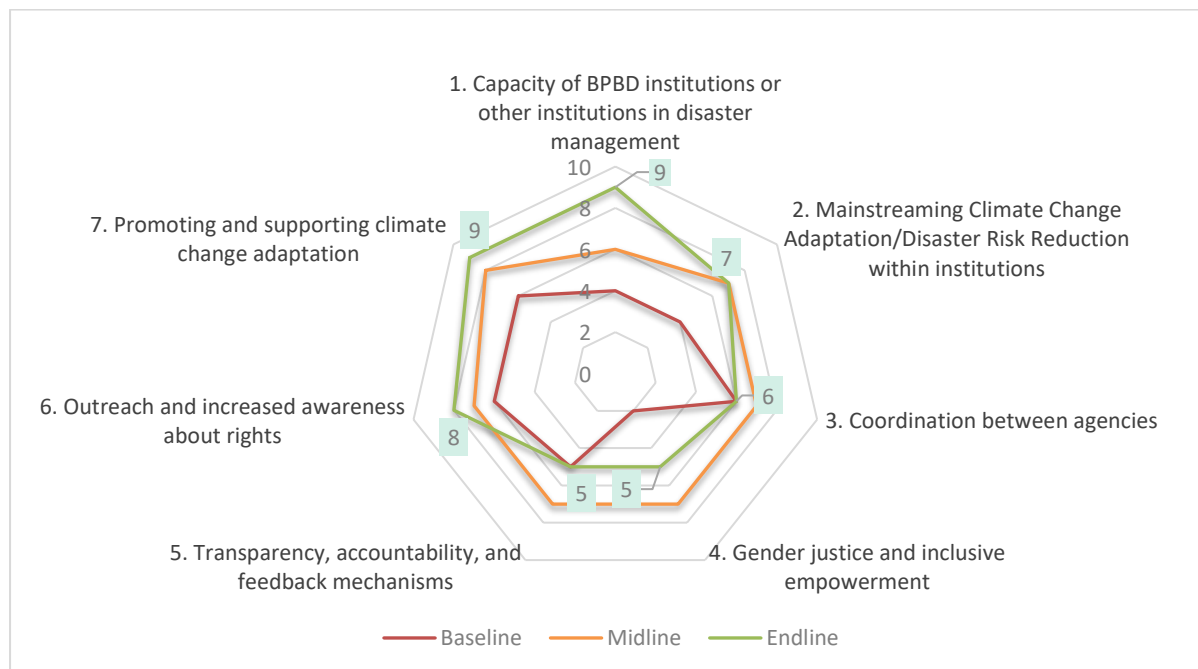 1. Capacity of BPBD institutions or
other institutions in disaster
management
10
9
8
6
4
2
0
2. Mainstreaming Climate Change
Adaptation/Disaster Risk Reduction
within institutions
7
3. Coordination between agencies
6
4. Gender justice and inclusive
empowerment
5
5. Transparency, accountability, and
feedback mechanisms
5
6. Outreach and increased awareness
about rights
8
7. Promoting and supporting climate
change adaptation
9
Baseline
Midline
Endline